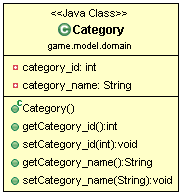 <<Java Class>>
C Category
game.model.domain
category_id: int
category_name: String
Category()
getCategory_id():int
setCategory_id(int):void
getCategory_name():String
setCategory_name(String):void